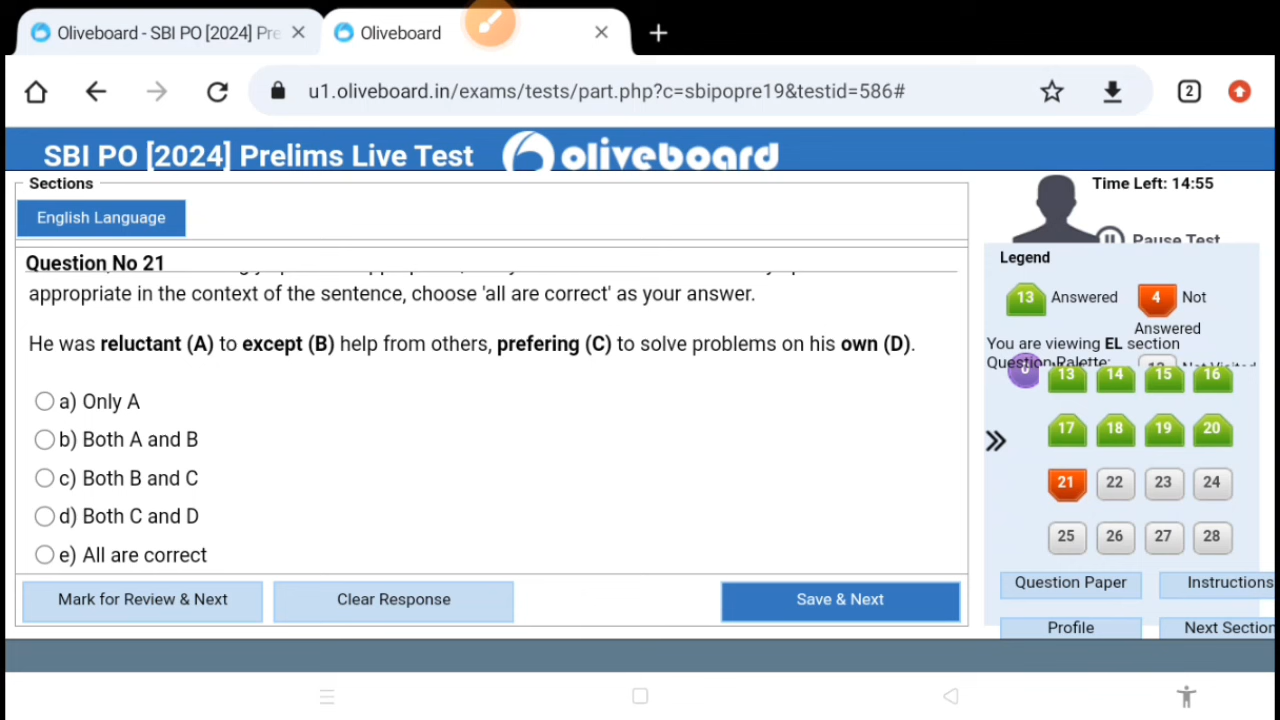 Oliveboard - SBI PO [2024] Pre
Oliveboard
u1.oliveboard.in/exams/tests/part.php?c=sbipopre19&testid=586#
2
SBI PO [2024] Prelims Live Test
oliveboard
Sections
English Language
Time Left: 14:55
Pause Test
Question No 21
appropriate in the context of the sentence, choose 'all are correct' as your answer.
He was reluctant (A) to except (B) help from others, prefering (C) to solve problems on his own (D).
a) Only A
b) Both A and B
c) Both B and C
d) Both C and D
e) All are correct
Mark for Review & Next
Clear Response
Save & Next
Legend
13 Answered
4 Not
Answered
You are viewing EL section
Question Palette:
13 14 15 16
17 18 19 20
21 22 23 24
25 26 27 28
Question Paper
Instructions
Profile
Next Section